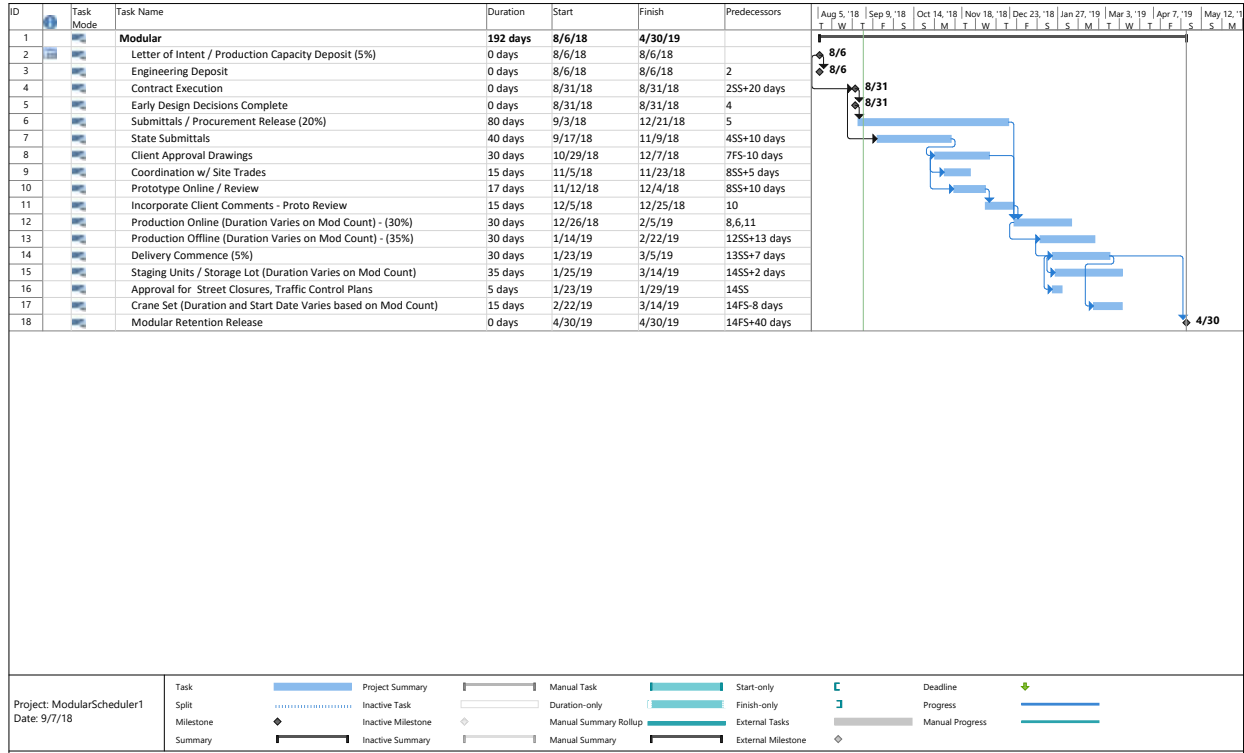 ID Task Mode Task Name Duration Start Finish Predecessors
Aug 5, '18 Sep 9, '18 Oct 14, '18 Nov 18, '18 Dec 23, '18 Jan 27, '19 Mar 3, '19 Apr 7, '19 May 12, '1
T W T F S S M T W T F S S M T W T F S S M
1 Modular 192 days 8/6/18 4/30/19
2 Letter of Intent / Production Capacity Deposit (5%) 0 days 8/6/18 8/6/18 8/6
3 Engineering Deposit 0 days 8/6/18 8/6/18 2 8/6
4 Contract Execution 0 days 8/31/18 8/31/18 2SS+20 days 8/31
5 Early Design Decisions Complete 0 days 8/31/18 8/31/18 4 8/31
6 Submittals / Procurement Release (20%) 80 days 9/3/18 12/21/18 5
7 State Submittals 40 days 9/17/18 11/9/18 4SS+10 days
8 Client Approval Drawings 30 days 10/29/18 12/7/18 7FS-10 days
9 Coordination w/ Site Trades 15 days 11/5/18 11/23/18 8SS+5 days
10 Prototype Online / Review 17 days 11/12/18 12/4/18 8SS+10 days
11 Incorporate Client Comments - Proto Review 15 days 12/5/18 12/25/18 10
12 Production Online (Duration Varies on Mod Count) - (30%) 30 days 12/26/18 2/5/19 8,6,11
13 Production Offline (Duration Varies on Mod Count) - (35%) 30 days 1/14/19 2/22/19 12SS+13 days
14 Delivery Commence (5%) 30 days 1/23/19 3/5/19 13SS+7 days
15 Staging Units / Storage Lot (Duration Varies on Mod Count) 35 days 1/25/19 3/14/19 14SS+2 days
16 Approval for Street Closures, Traffic Control Plans 5 days 1/23/19 1/29/19 14SS
17 Crane Set (Duration and Start Date Varies based on Mod Count) 15 days 2/22/19 3/14/19 14FS-8 days
18 Modular Retention Release 0 days 4/30/19 4/30/19 14FS+40 days 4/30
Project: ModularScheduler1
Date: 9/7/18
Task Project Summary Manual Task Start-only Deadline
Split Inactive Task Duration-only Finish-only Progress
Milestone Inactive Milestone Manual Summary Rollup External Tasks Manual Progress
Summary Inactive Summary Manual Summary External Milestone